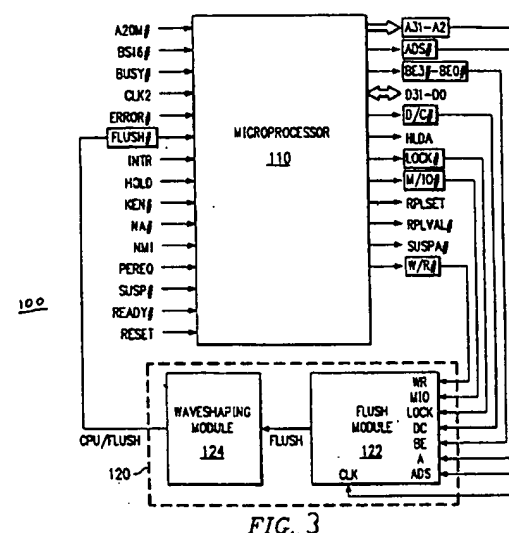 A20M#
BS16#
BUSY#
CLK2
ERROR#
FLUSH#
INTR
HOLD
KEN#
NA#
NMI
PEREQ
SUSP#
READY#
RESET
MICROPROCESSOR
110
A31-A2
ADS#
BE3#-BE0#
D31-D0
D/C#
HLDA
LOCK#
M/IO#
RPLSET
RPLVAL#
SUSPA#
W/R#
100
WAVESHAPING
MODULE
124
FLUSH
FLUSH
MODULE
122
WR
MIO
LOCK
DC
BE
A
ADS
CLK
CPU/FLUSH
120
FIG. 3